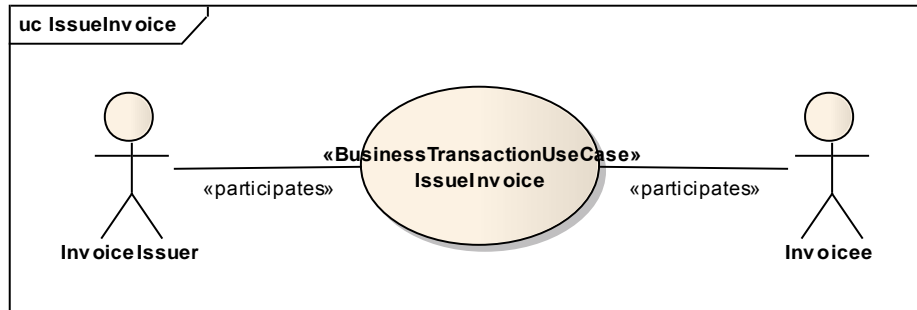 uc IssueInvoice
«BusinessTransactionUseCase»
IssueInvoice
«participates»
«participates»
InvoiceIssuer
Invoicee